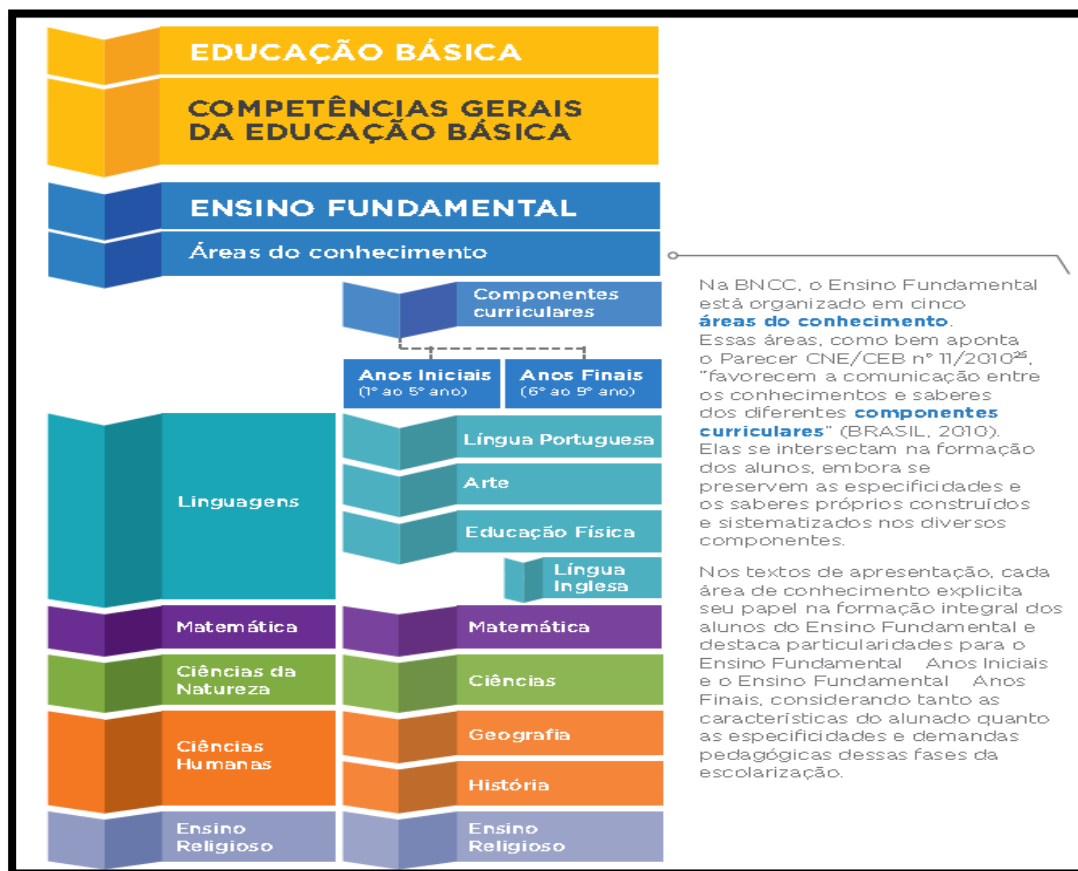 EDUCAÇÃO BÁSICA
COMPETÊNCIAS GERAIS
DA EDUCAÇÃO BÁSICA
ENSINO FUNDAMENTAL
Áreas do conhecimento
Componentes
curriculares
Anos Iniciais
(1º ao 5º ano)
Anos Finais
(6º ao 9º ano)
Linguagens
Língua Portuguesa
Arte
Educação Física
Língua
Inglesa
Matemática
Matemática
Ciências da
Natureza
Ciências
Ciências
Humanas
Geografia
História
Ensino
Religioso
Ensino
Religioso
Na BNCC, o Ensino Fundamental
está organizado em cinco
áreas do conhecimento.
Essas áreas, como bem aponta
o Parecer CNE/CEB nº 11/2010²⁵,
"favorecem a comunicação entre
os conhecimentos e saberes
dos diferentes componentes
curriculares" (BRASIL, 2010).
Elas se intersectam na formação
dos alunos, embora se
preservem as especificidades e
os saberes próprios construídos
e sistematizados nos diversos
componentes.
Nos textos de apresentação, cada
área de conhecimento explicita
seu papel na formação integral dos
alunos do Ensino Fundamental e
destaca particularidades para o
Ensino Fundamental Anos Iniciais
e o Ensino Fundamental Anos
Finais, considerando tanto as
características do alunado quanto
as especificidades e demandas
pedagógicas dessas fases da
escolarização.